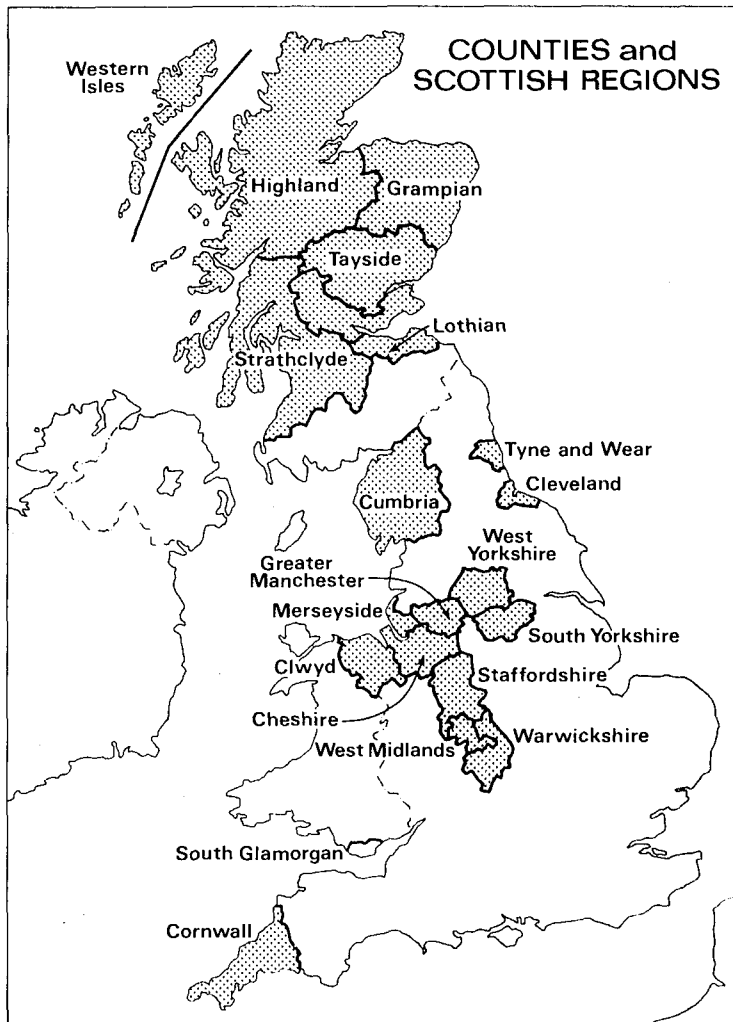 COUNTIES and
SCOTTISH REGIONS
Western
Isles
Highland
Grampian
Tayside
Lothian
Strathclyde
Tyne and Wear
Cleveland
Cumbria
West
Yorkshire
Greater
Manchester
Merseyside
South Yorkshire
Clwyd
Staffordshire
Cheshire
Warwickshire
West Midlands
South Glamorgan
Cornwall